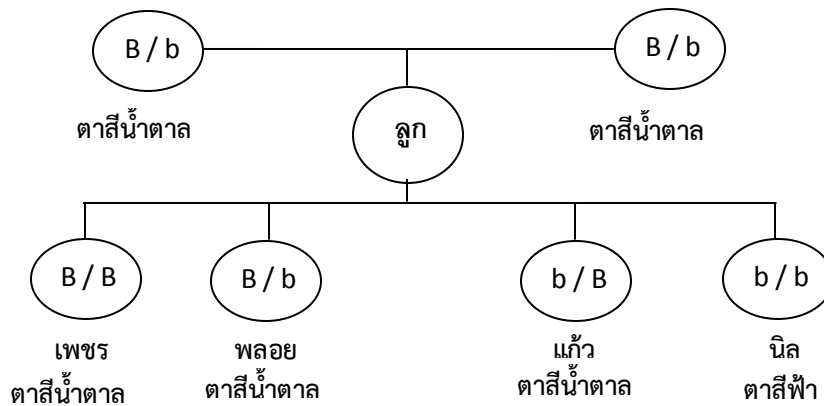 B / b
B / b
ตาสีน้ำตาล
ลูก
ตาสีน้ำตาล
B / B
B / b
b / B
b / b
เพชร
พลอย
แก้ว
นิล
ตาสีน้ำตาล
ตาสีน้ำตาล
ตาสีน้ำตาล
ตาสีฟ้า